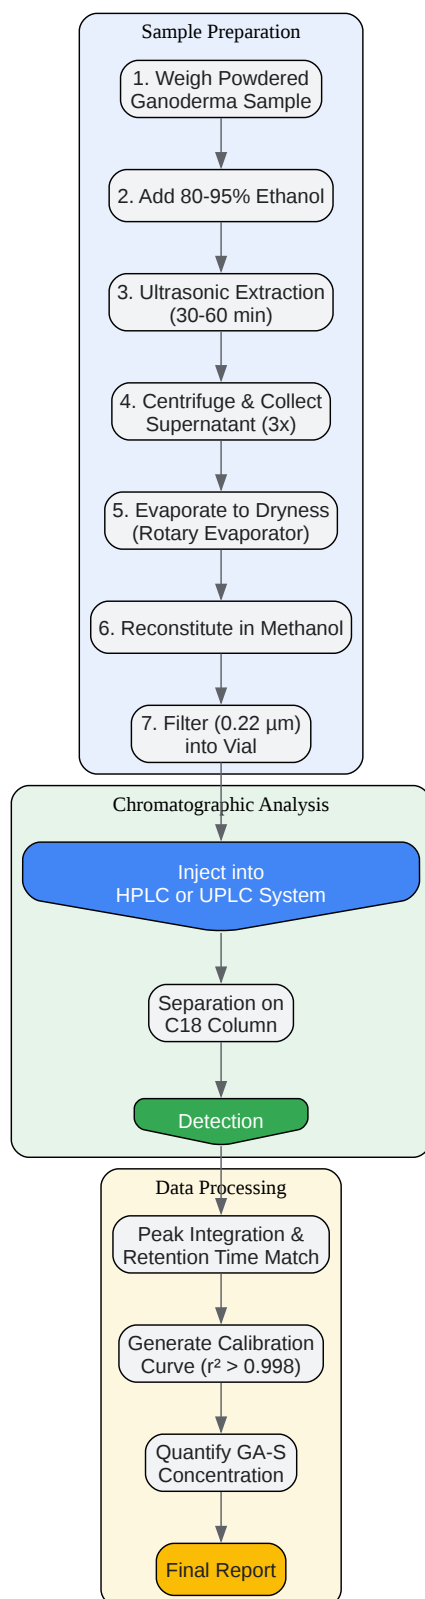 Sample Preparation
1. Weigh Powdered
Ganoderma Sample
2. Add 80-95% Ethanol
3. Ultrasonic Extraction
(30-60 min)
4. Centrifuge & Collect
Supernatant (3x)
5. Evaporate to Dryness
(Rotary Evaporator)
6. Reconstitute in Methanol
7. Filter (0.22 µm)
into Vial
Chromatographic Analysis
Inject into
HPLC or UPLC System
Separation on
C18 Column
Detection
Data Processing
Peak Integration &
Retention Time Match
Generate Calibration
Curve (r² > 0.998)
Quantify GA-S
Concentration
Final Report